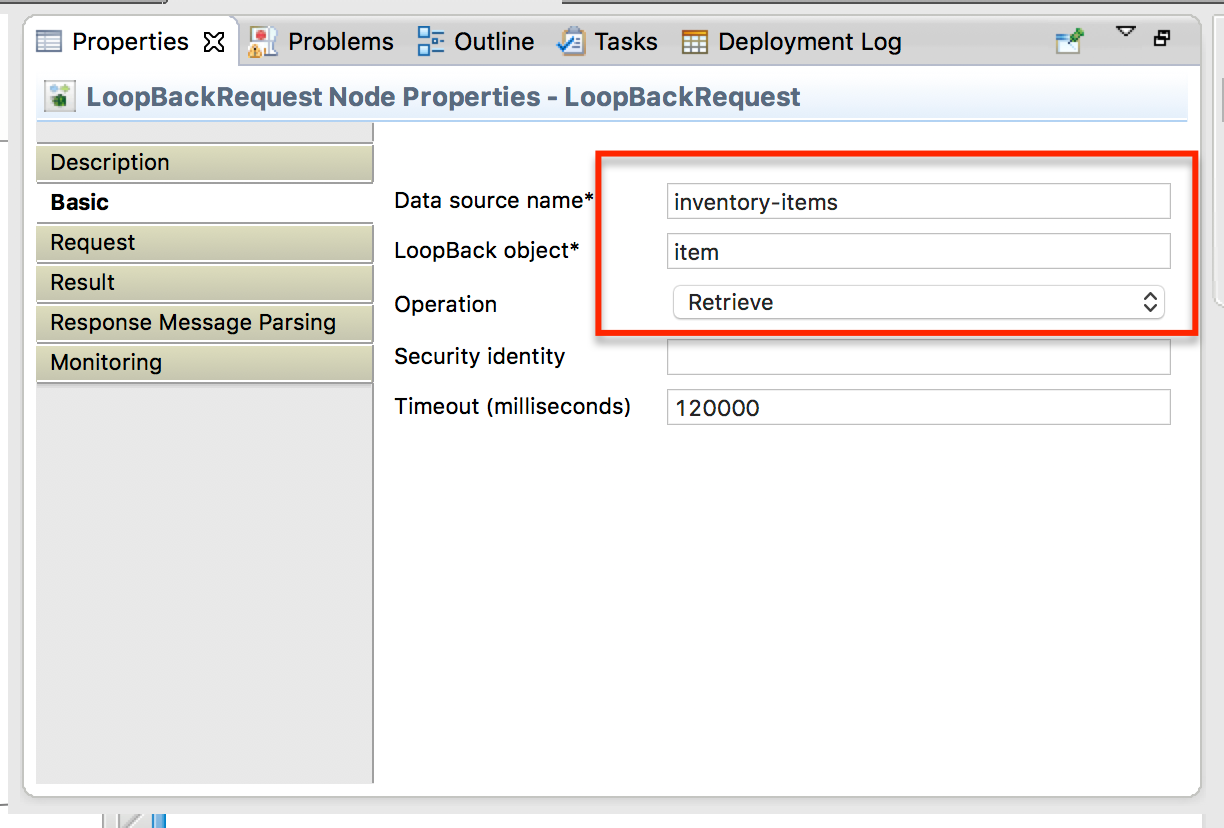 Properties Problems Outline Tasks Deployment Log
LoopBackRequest Node Properties - LoopBackRequest
Description
Basic
Request
Result
Response Message Parsing
Monitoring
Data source name* inventory-items
LoopBack object* item
Operation Retrieve
Security identity
Timeout (milliseconds) 120000